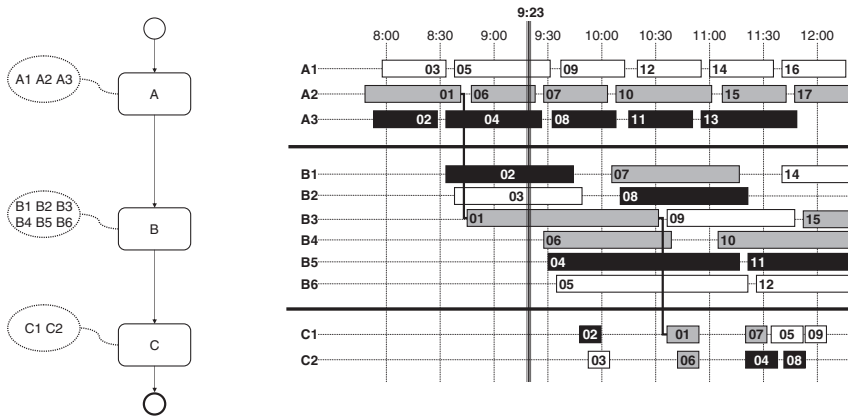 9:23
8:00 8:30 9:00 9:30 10:00 10:30 11:00 11:30 12:00
A1 A2 A3
A
A1 03 05 09 12 14 16
A2 01 06 07 10 15 17
A3 02 04 08 11 13
B1 B2 B3
B4 B5 B6
B
B1 02 07 14
B2 03 08
B3 01 09 15
B4 06 10
B5 04 11
B6 05 12
C1 C2
C
C1 02 01 07 05 09
C2 03 06 04 08